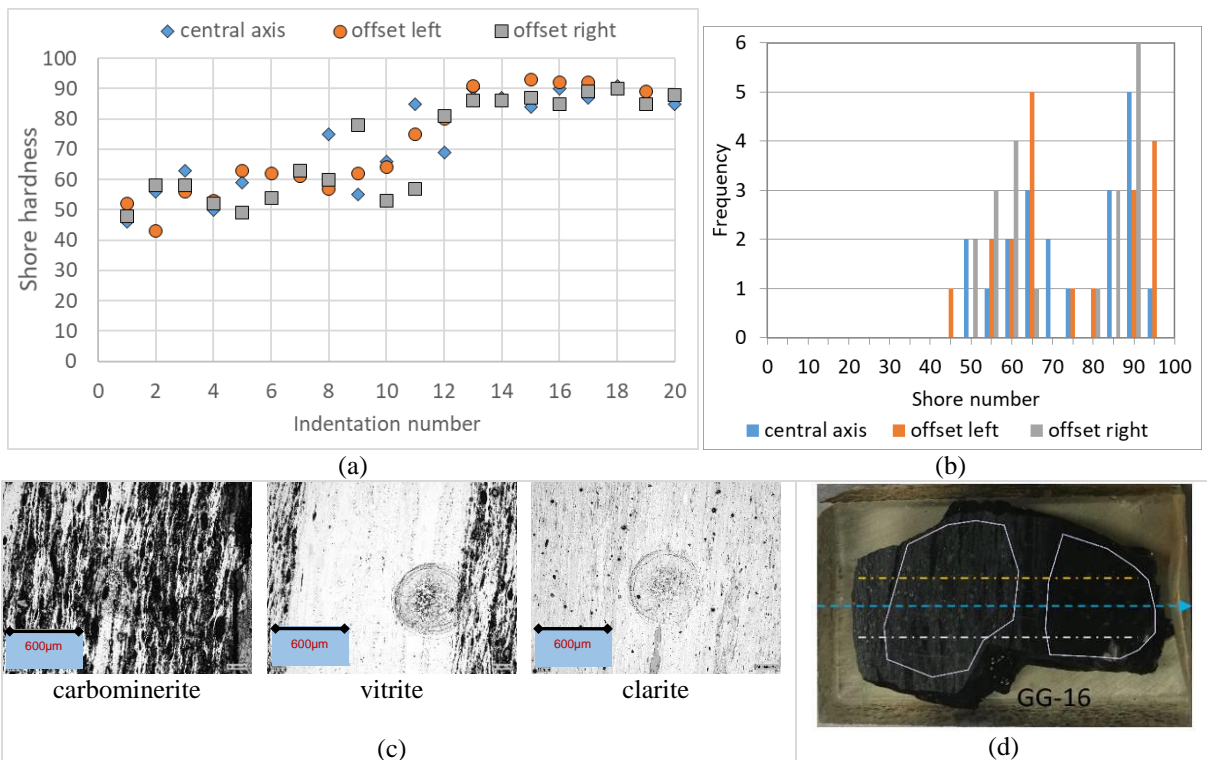 central axis offset left offset right
100
90
80
70
60
50
40
30
20
10
0
0 2 4 6 8 10 12 14 16 18 20
Shore hardness
Indentation number
(a)
6
5
4
3
2
1
0
0 10 20 30 40 50 60 70 80 90 100
Frequency
Shore number
central axis offset left offset right
(b)
600µm 600µm 600µm
carbominerite vitrite clarite
(c)
GG-16
(d)